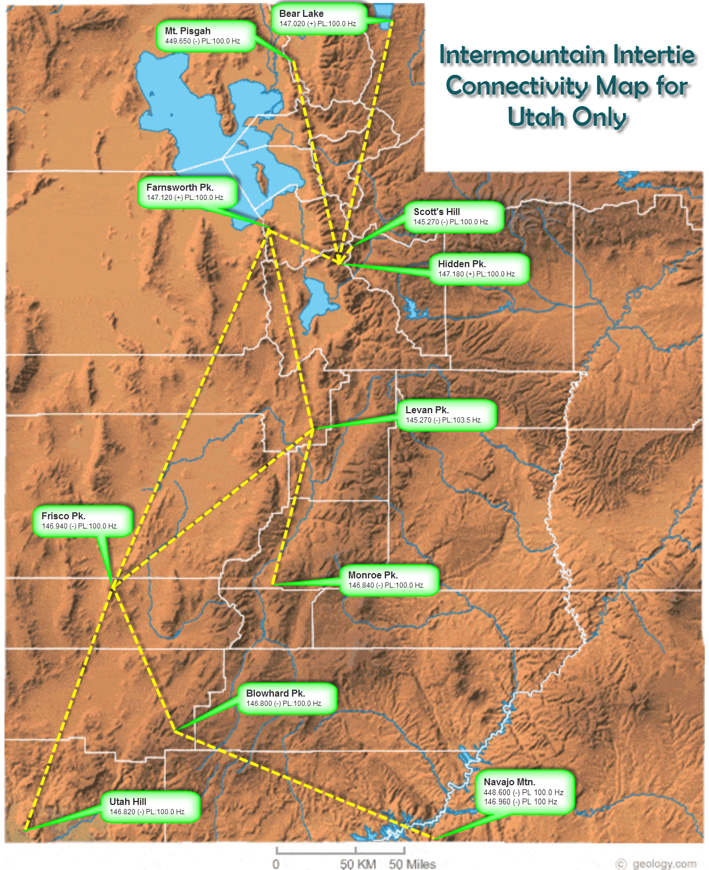 Bear Lake
147.020 (+) PL:100.0 Hz
Mt. Pisgah
449.650 (-) PL:100.0 Hz
Intermountain Intertie
Connectivity Map for
Utah Only
Farnsworth Pk.
147.120 (+) PL:100.0 Hz
Scott's Hill
145.270 (-) PL:100.0 Hz
Hidden Pk.
147.180 (+) PL:100.0 Hz
Levan Pk.
145.270 (-) PL:103.5 Hz
Frisco Pk.
146.940 (-) PL:100.0 Hz
Monroe Pk.
146.840 (-) PL:100.0 Hz
Blowhard Pk.
146.800 (-) PL:100.0 Hz
Navajo Mtn.
448.600 (-) PL 100.0 Hz
146.960 (-) PL 100 Hz
Utah Hill
146.820 (-) PL:100.0 Hz
0 50 KM 50 Miles
© geology.com